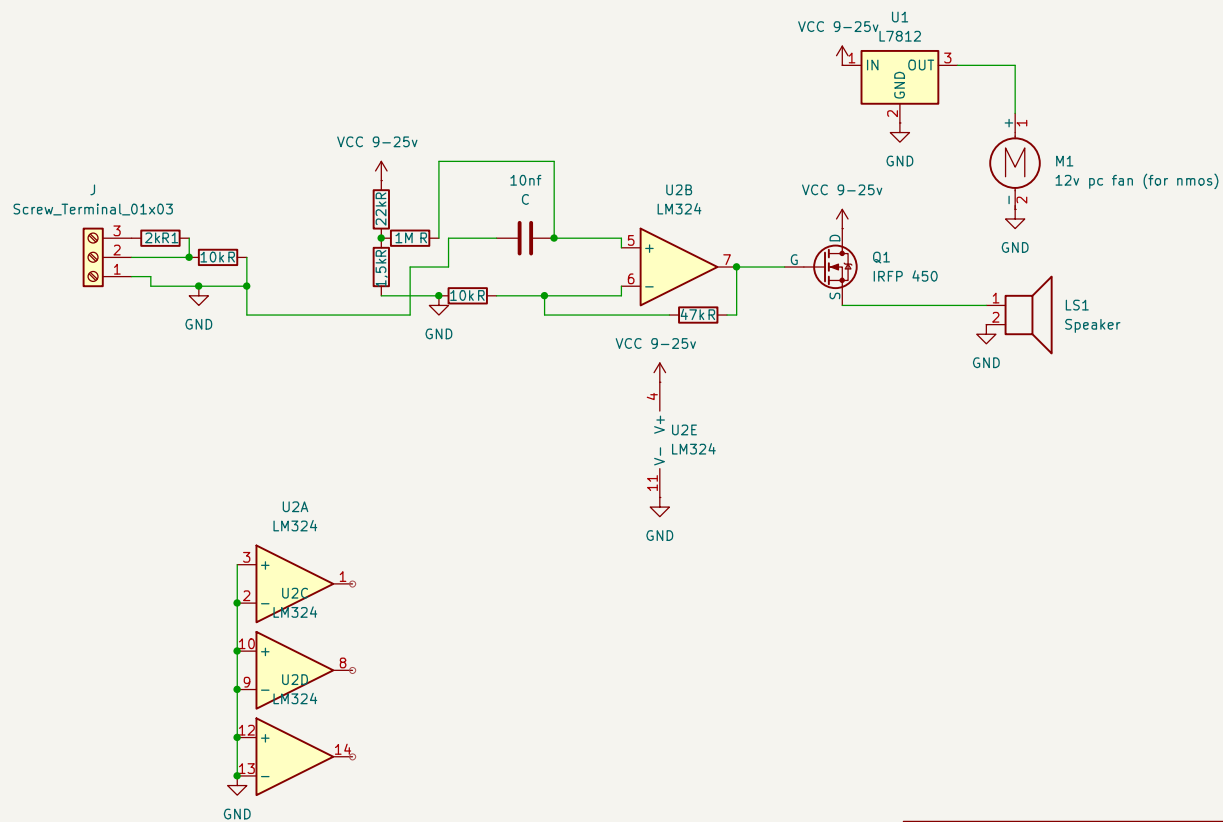 U1
L7812
VCC 9-25v
1
IN
OUT
3
GND
2
GND
+
1
M
M1
12v pc fan (for nmos)
-
2
GND
VCC 9-25v
22kR
1M R
1,5kR
10nf
C
J
Screw_Terminal_01x03
3
2
1
2kR1
10kR
GND
GND
10kR
U2B
LM324
5
+
6
-
7
47kR
VCC 9-25v
D
G
S
Q1
IRFP 450
1
2
LS1
Speaker
GND
VCC 9-25v
4
V+
U2E
LM324
V-
11
GND
U2A
LM324
3
+
2
-
1
U2C
LM324
10
+
9
-
8
U2D
LM324
12
+
13
-
14
GND